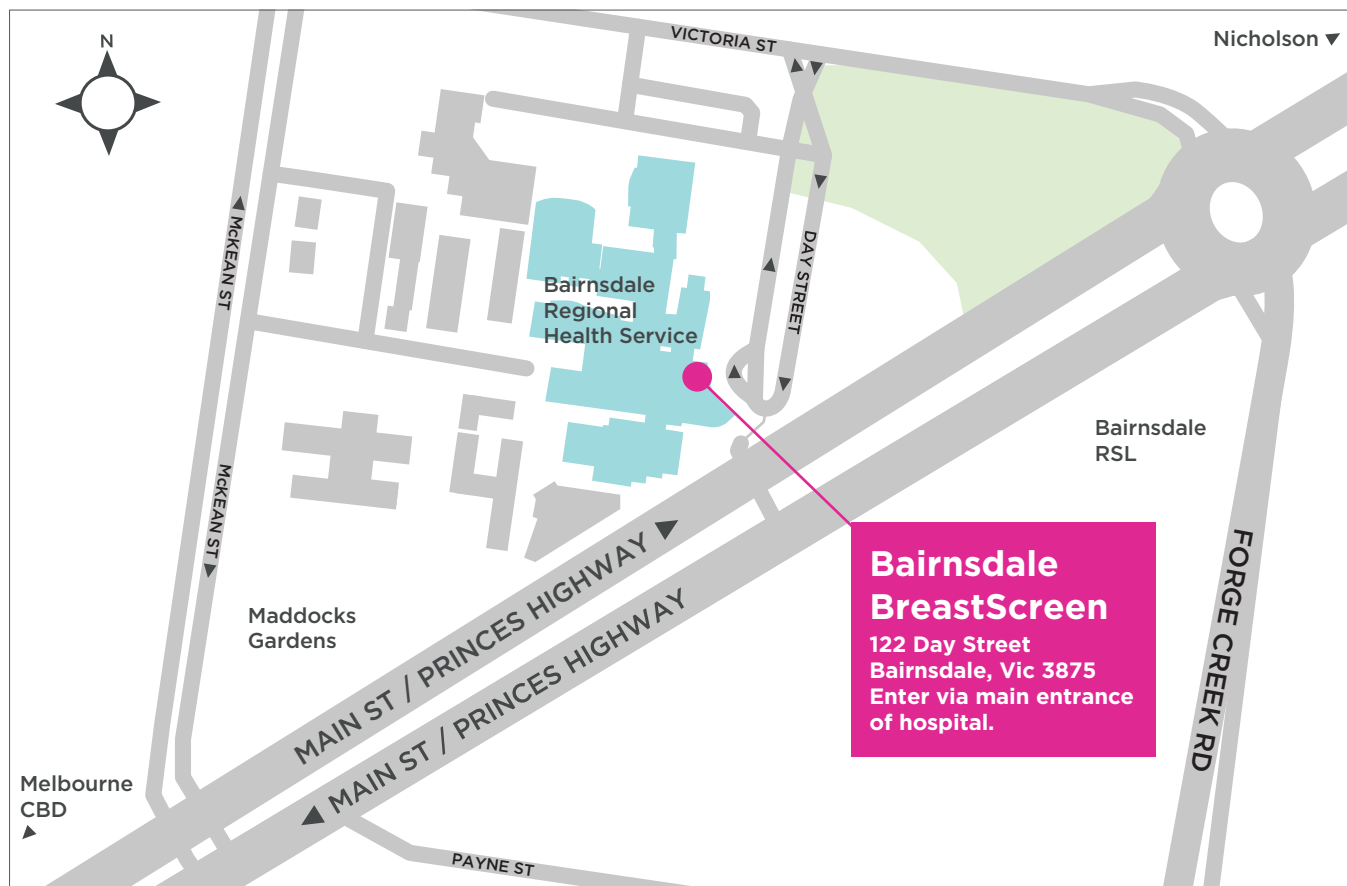 N
VICTORIA ST
Nicholson
McKEAN ST
DAY STREET
Bairnsdale
Regional
Health Service
Bairnsdale
RSL
McKEAN ST
Maddocks
Gardens
MAIN ST / PRINCES HIGHWAY
MAIN ST / PRINCES HIGHWAY
Bairnsdale
BreastScreen
122 Day Street
Bairnsdale, Vic 3875
Enter via main entrance
of hospital.
FORGE CREEK RD
Melbourne
CBD
PAYNE ST